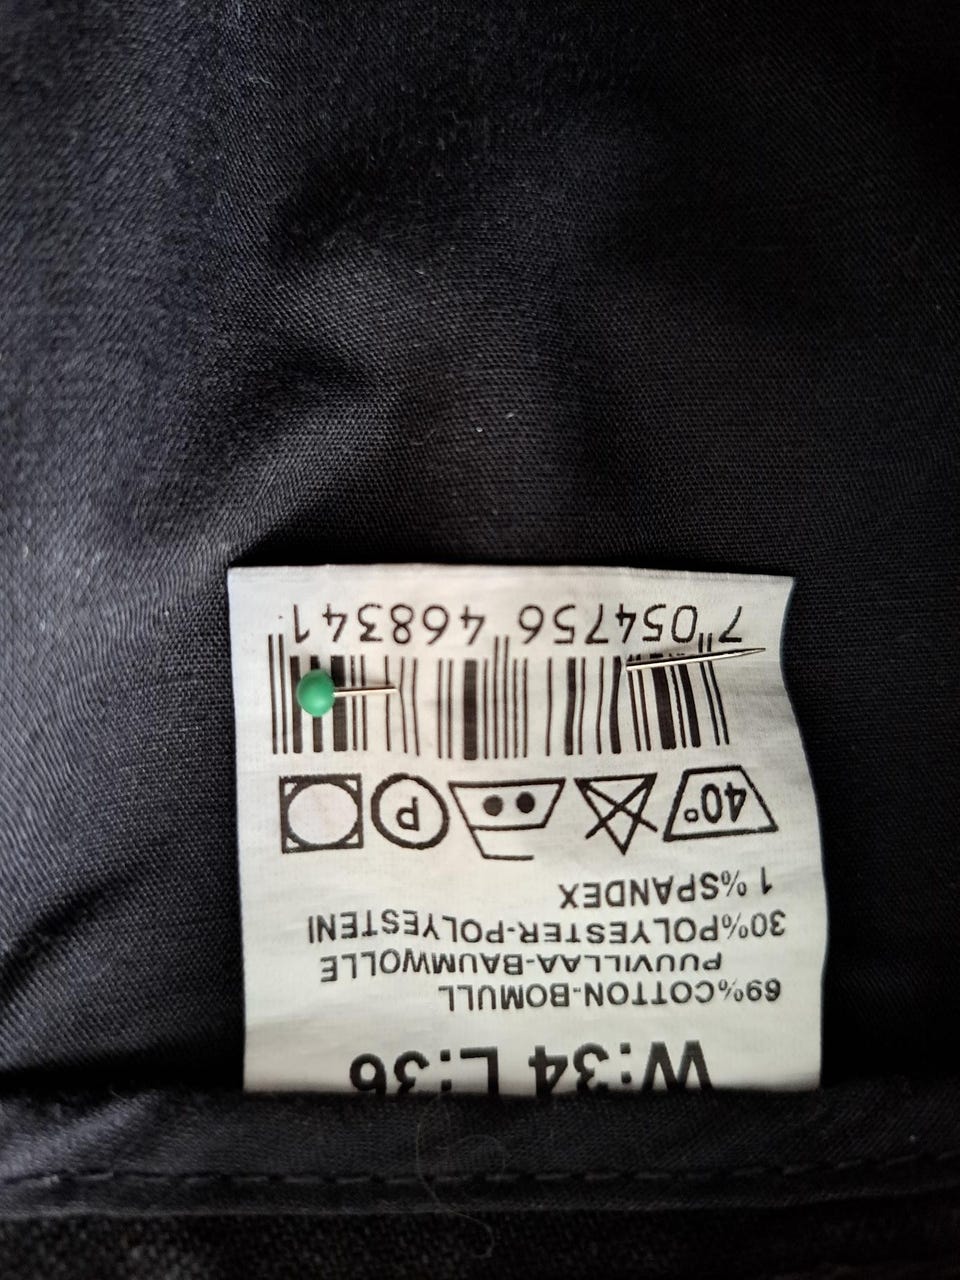 W:34 L:36
69%COTTON-BOMULL
PUUVILLAA-BAUMWOLLE
30%POLYESTER-POLYESTENI
1%SPANDEX
40° P
7 054756 468341